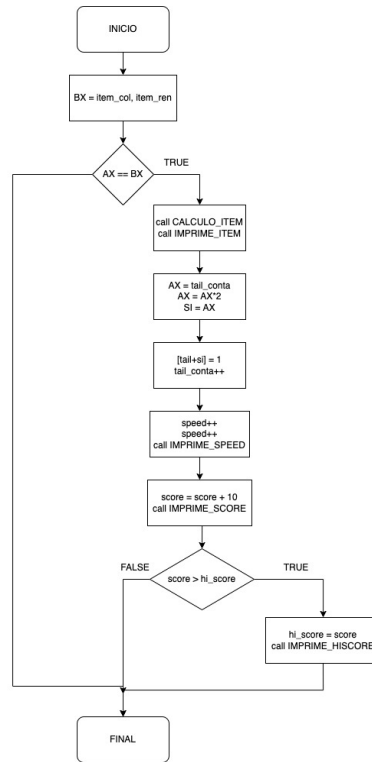 INICIO
BX = item_col, item_ren
AX == BX
TRUE
call CALCULO_ITEM
call IMPRIME_ITEM
AX = tail_conta
AX = AX*2
SI = AX
[tail+si] = 1
tail_conta++
speed++
speed++
call IMPRIME_SPEED
score = score + 10
call IMPRIME_SCORE
FALSE
score > hi_score
TRUE
hi_score = score
call IMPRIME_HISCORE
FINAL